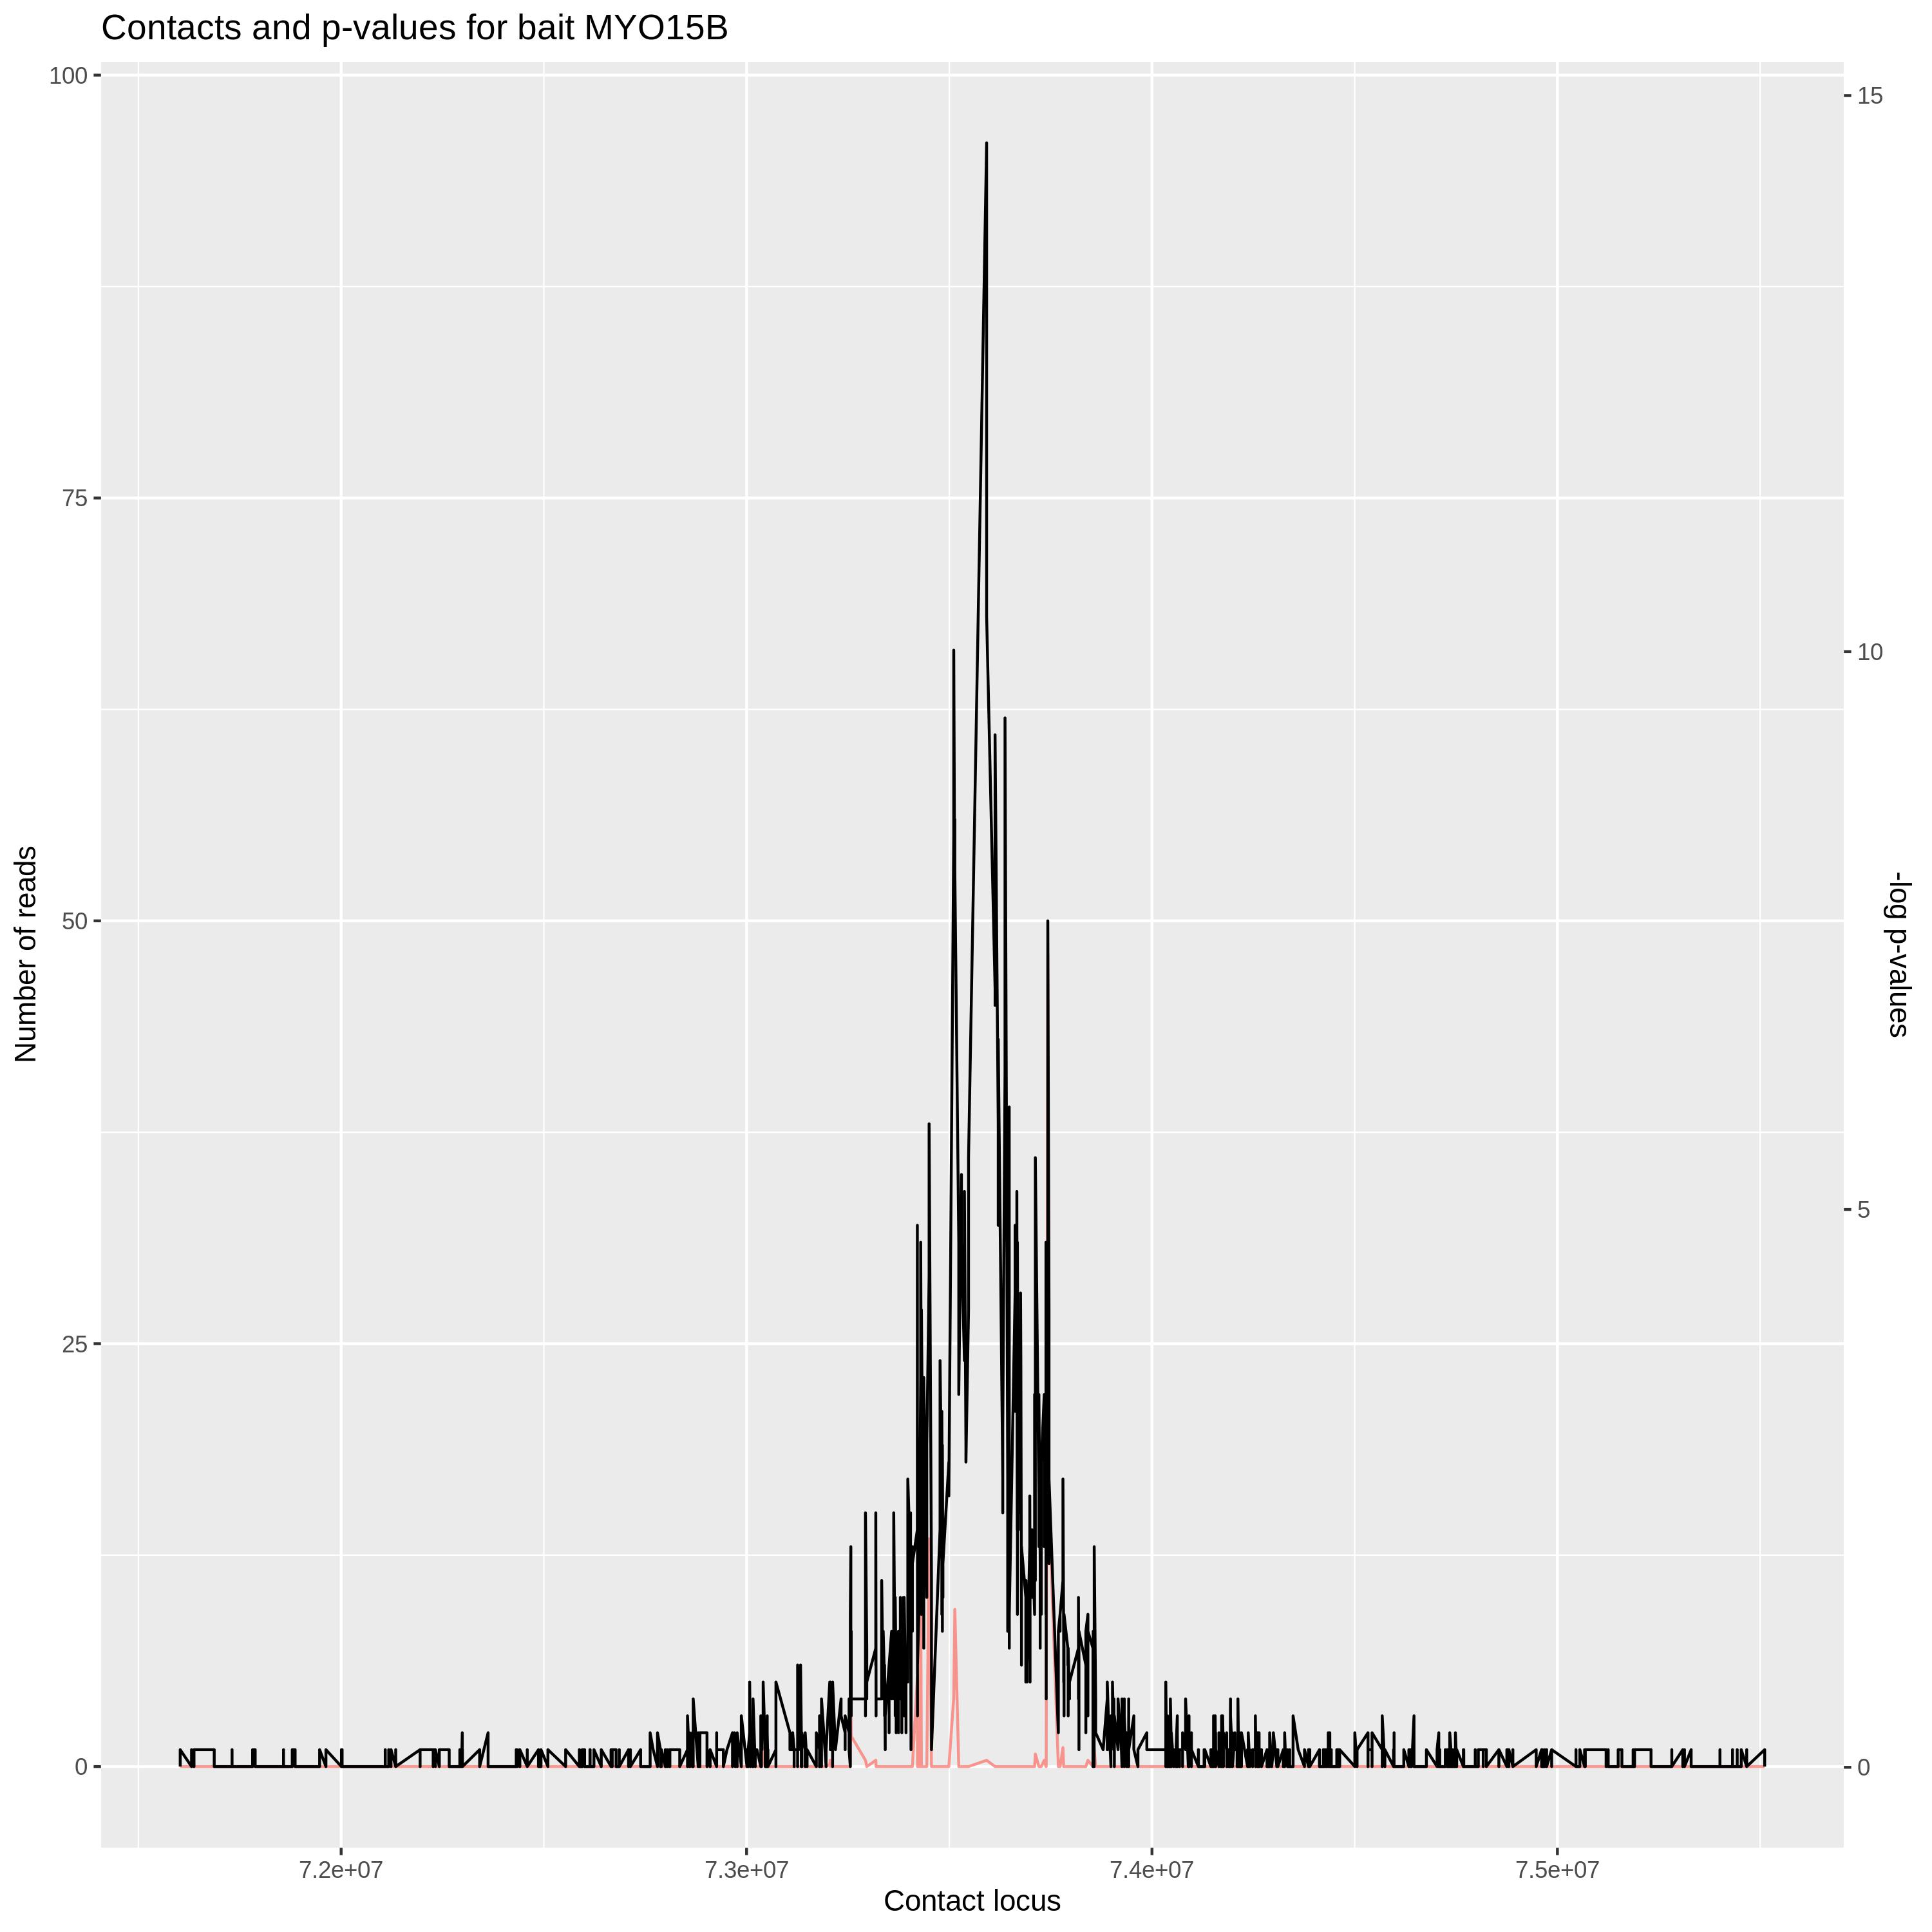 Contacts and p-values for bait MYO15B
100
75
50
25
0
Number of reads
15
10
5
0
-log p-values
7.2e+07
7.3e+07
7.4e+07
7.5e+07
Contact locus